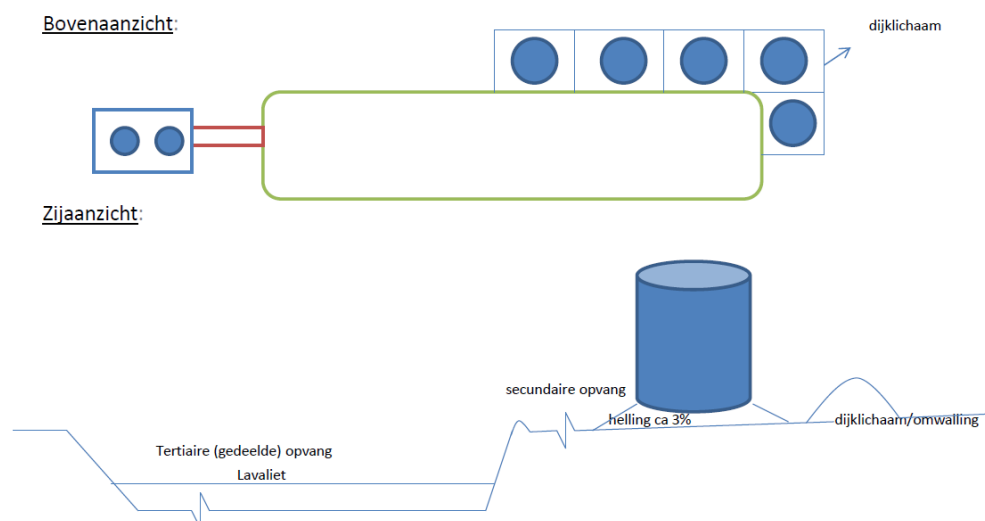 Bovenaanzicht:
dijklichaam
Zijaanzicht:
secundaire opvang
helling ca 3%
dijklichaam/omwalling
Tertiaire (gedeelde) opvang
Lavaliet